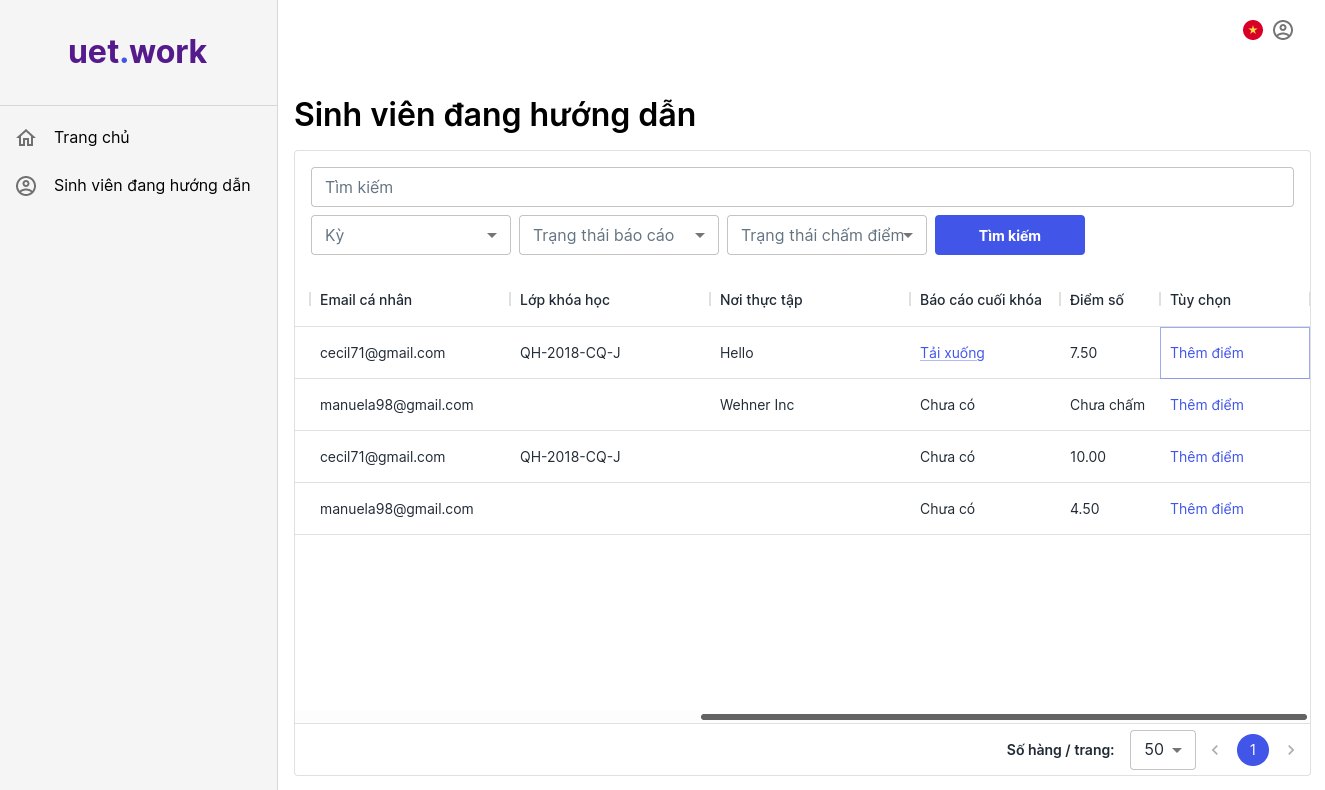 uet.work
Trang chủ
Sinh viên đang hướng dẫn
Sinh viên đang hướng dẫn
Tìm kiếm
Kỳ Trạng thái báo cáo Trạng thái chấm điểm Tìm kiếm
Email cá nhân Lớp khóa học Nơi thực tập Báo cáo cuối khóa Điểm số Tùy chọn
cecil71@gmail.com QH-2018-CQ-J Hello Tải xuống 7.50 Thêm điểm
manuela98@gmail.com Wehner Inc Chưa có Chưa chấm Thêm điểm
cecil71@gmail.com QH-2018-CQ-J Chưa có 10.00 Thêm điểm
manuela98@gmail.com Chưa có 4.50 Thêm điểm
Số hàng / trang: 50 1